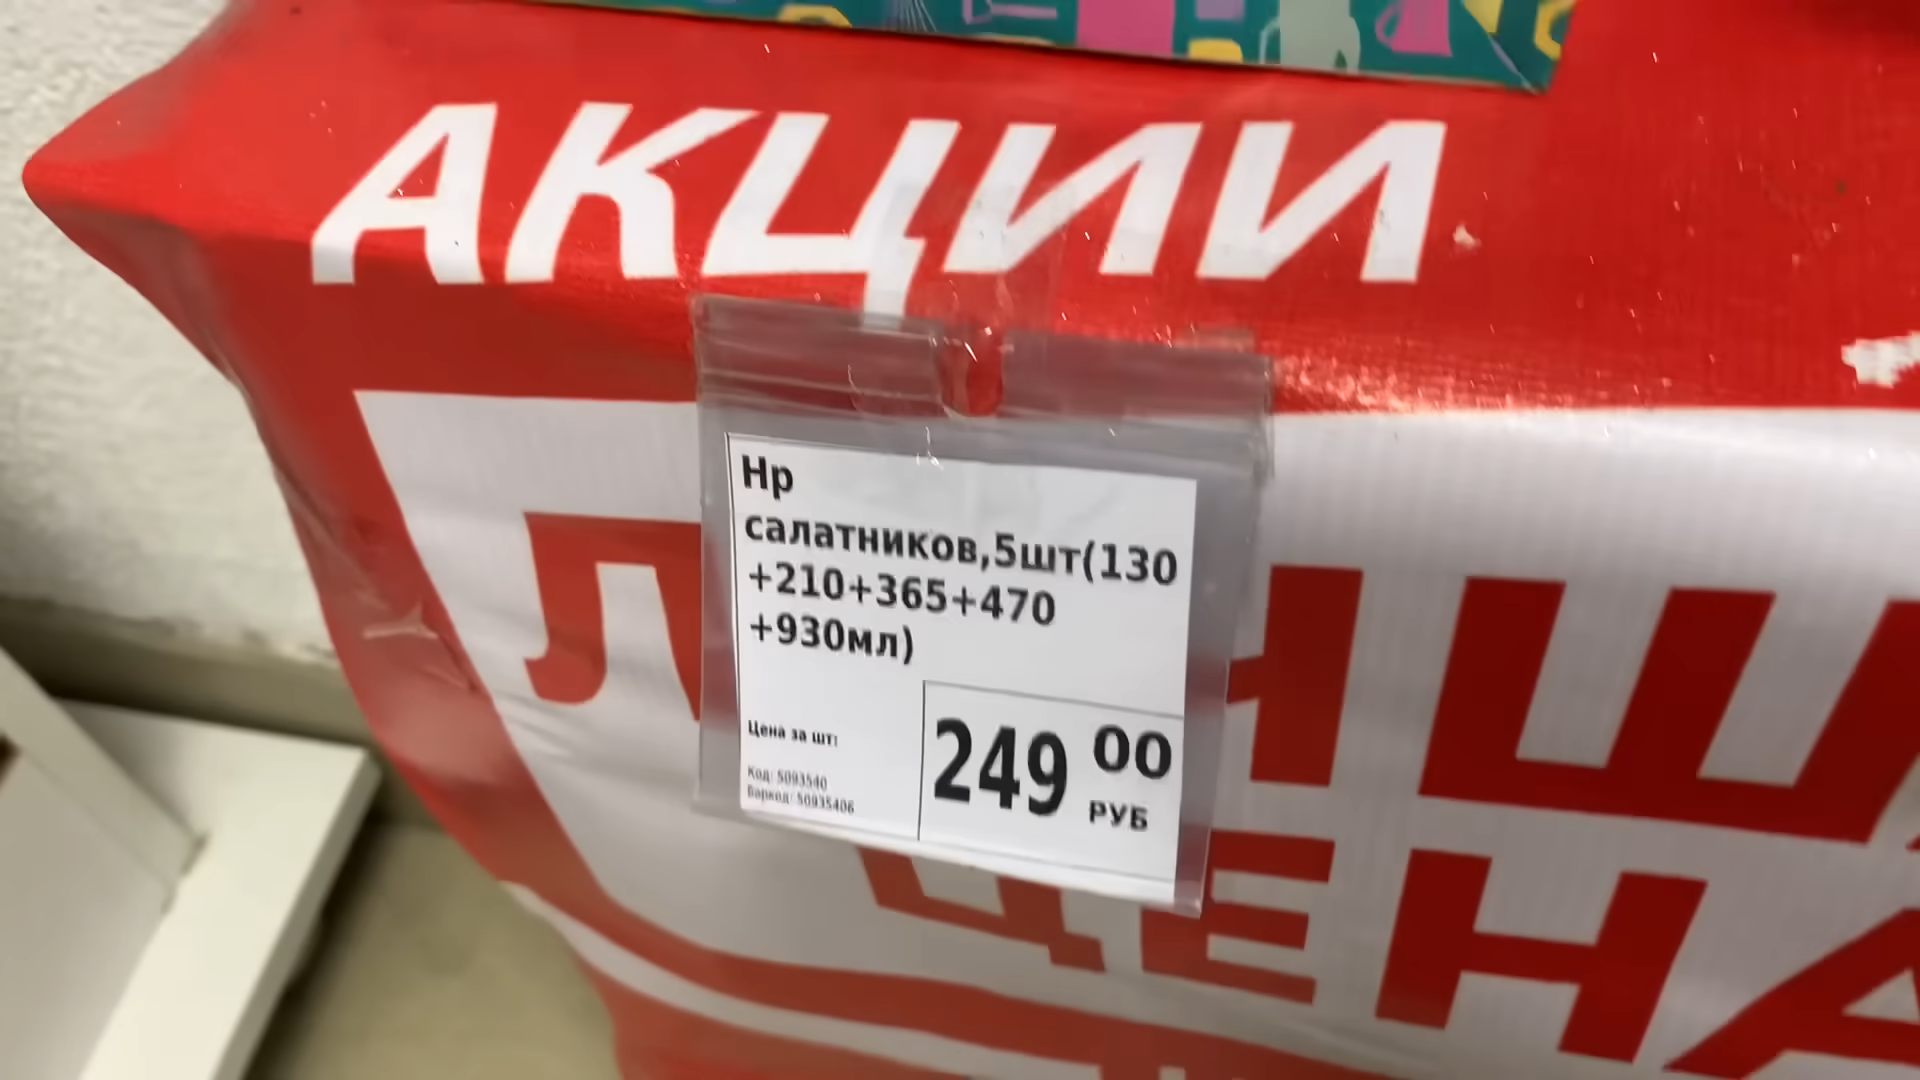 АКЦИИ
Нр
салатников,5шт(130
+210+365+470
+930мл)
Цена за шт:
249 00
РУБ
Код: 5093540
Баркод: 50935406
ЦЕНА